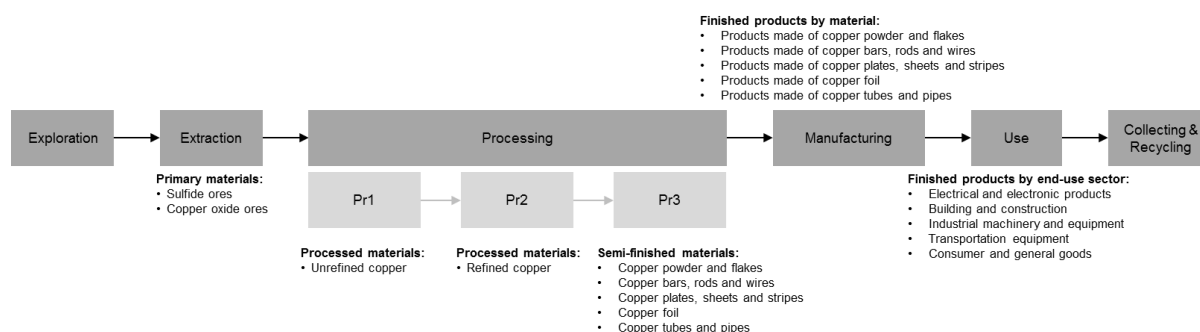 Finished products by material:
• Products made of copper powder and flakes
• Products made of copper bars, rods and wires
• Products made of copper plates, sheets and stripes
• Products made of copper foil
• Products made of copper tubes and pipes
Exploration
Extraction
Processing
Manufacturing
Use
Collecting &
Recycling
Primary materials:
• Sulfide ores
• Copper oxide ores
Pr1
Pr2
Pr3
Processed materials:
• Unrefined copper
Processed materials:
• Refined copper
Semi-finished materials:
• Copper powder and flakes
• Copper bars, rods and wires
• Copper plates, sheets and stripes
• Copper foil
• Copper tubes and pipes
Finished products by end-use sector:
• Electrical and electronic products
• Building and construction
• Industrial machinery and equipment
• Transportation equipment
• Consumer and general goods